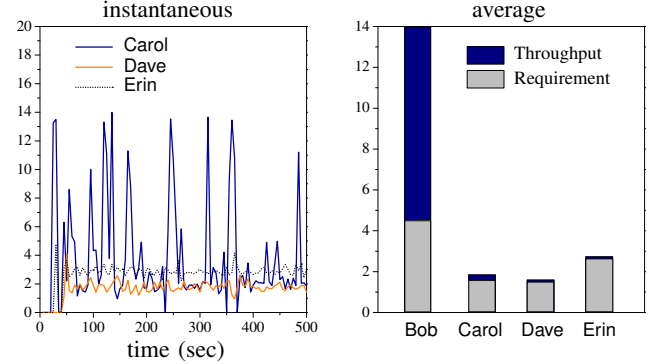 instantaneous
20
18
16
14
12
10
8
6
4
2
0
Carol
Dave
Erin
0 100 200 300 400 500
time (sec)
average
14
12
10
8
6
4
2
0
Throughput
Requirement
Bob Carol Dave Erin